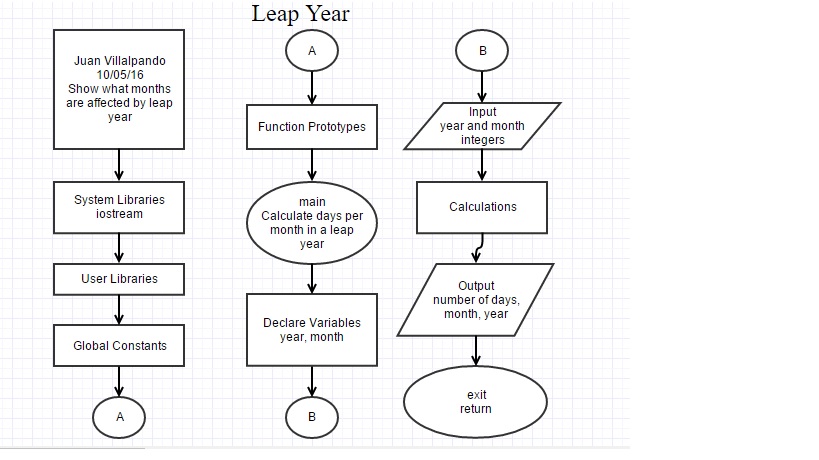 Leap Year
Juan Villalpando
10/05/16
Show what months
are affected by leap
year
System Libraries
iostream
User Libraries
Global Constants
A
A
Function Prototypes
main
Calculate days per
month in a leap
year
Declare Variables
year, month
B
B
Input
year and month
integers
Calculations
Output
number of days,
month, year
exit
return